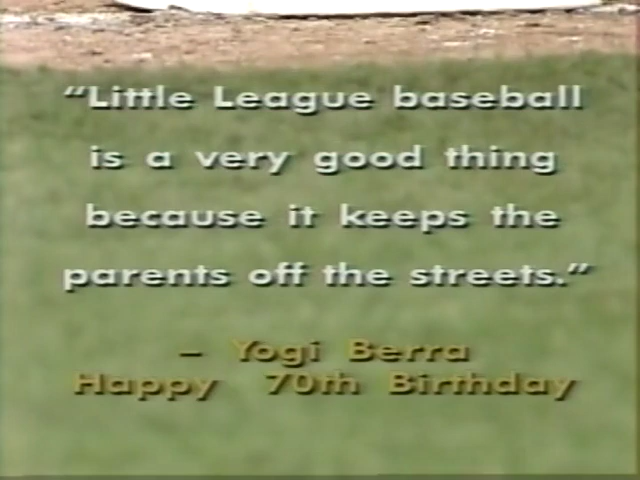 “Little League baseball
is a very good thing
because it keeps the
parents off the streets.”
– Yogi Berra
Happy 70th Birthday